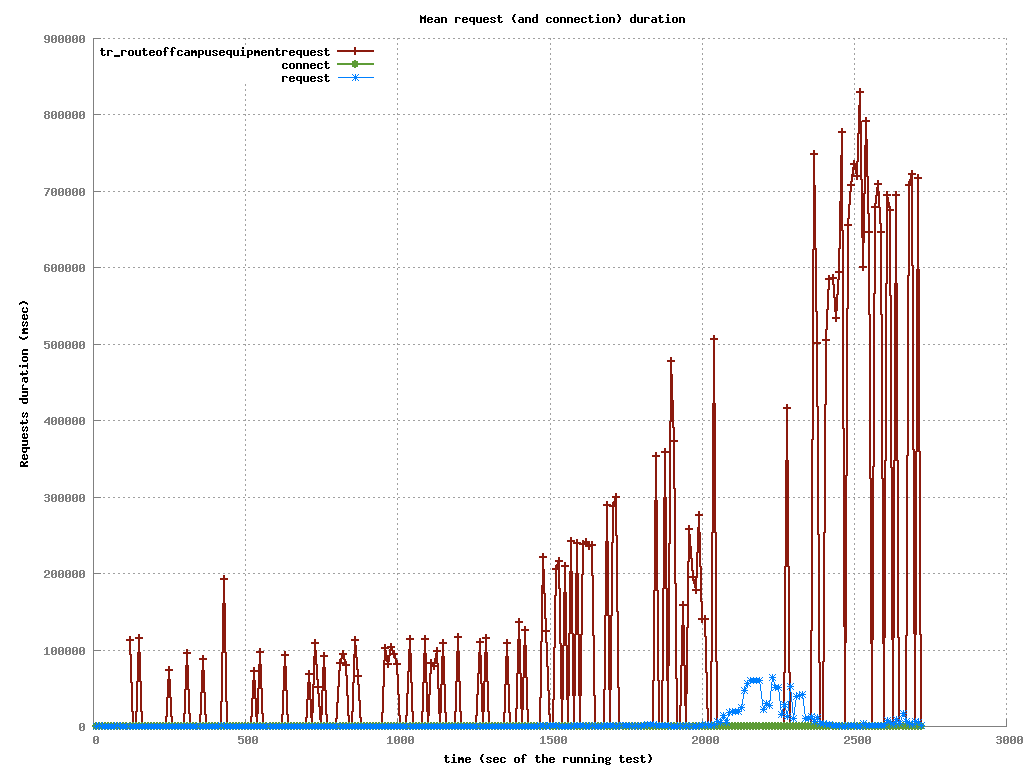 Mean request (and connection) duration
tr_routeoffcampusequipmentrequest
connect
request
900000
800000
700000
600000
500000
400000
300000
200000
100000
0
Requests duration (msec)
0 500 1000 1500 2000 2500 3000
time (sec of the running test)